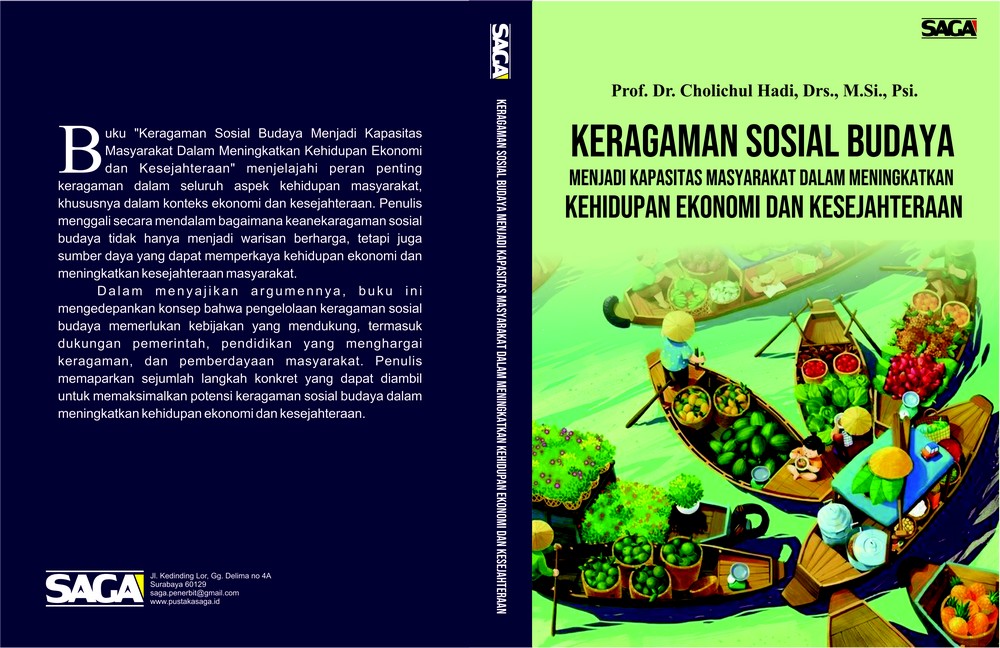 Buku "Keragaman Sosial Budaya Menjadi Kapasitas
Masyarakat Dalam Meningkatkan Kehidupan Ekonomi
dan Kesejahteraan" menjelajahi peran penting
keragaman dalam seluruh aspek kehidupan masyarakat,
khususnya dalam konteks ekonomi dan kesejahteraan. Penulis
menggali secara mendalam bagaimana keanekaragaman sosial
budaya tidak hanya menjadi warisan berharga, tetapi juga
sumber daya yang dapat memperkaya kehidupan ekonomi dan
meningkatkan kesejahteraan masyarakat.
Dalam menyajikan argumennya, buku ini
mengedepankan konsep bahwa pengelolaan keragaman sosial
budaya memerlukan kebijakan yang mendukung, termasuk
dukungan pemerintah, pendidikan yang menghargai
keragaman, dan pemberdayaan masyarakat. Penulis
memaparkan sejumlah langkah konkret yang dapat diambil
untuk memaksimalkan potensi keragaman sosial budaya dalam
meningkatkan kehidupan ekonomi dan kesejahteraan.
SAGA
Jl. Kedinding Lor, Gg. Delima no 4A
Surabaya 60129
saga.penerbit@gmail.com
www.pustakasaga.id
SAGA
KERAGAMAN SOSIAL BUDAYA MENJADI KAPASITAS MASYARAKAT DALAM MENINGKATKAN KEHIDUPAN EKONOMI DAN KESEJAHTERAAN
SAGA
Prof. Dr. Cholichul Hadi, Drs., M.Si., Psi.
KERAGAMAN SOSIAL BUDAYA
MENJADI KAPASITAS MASYARAKAT DALAM MENINGKATKAN
KEHIDUPAN EKONOMI DAN KESEJAHTERAAN